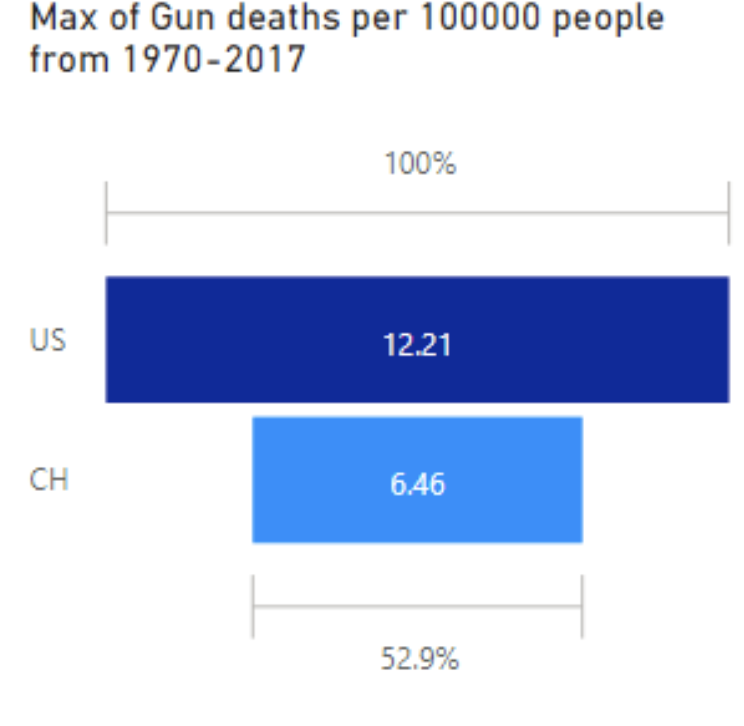 Max of Gun deaths per 100000 people
from 1970-2017
100%
US
12.21
CH
6.46
52.9%